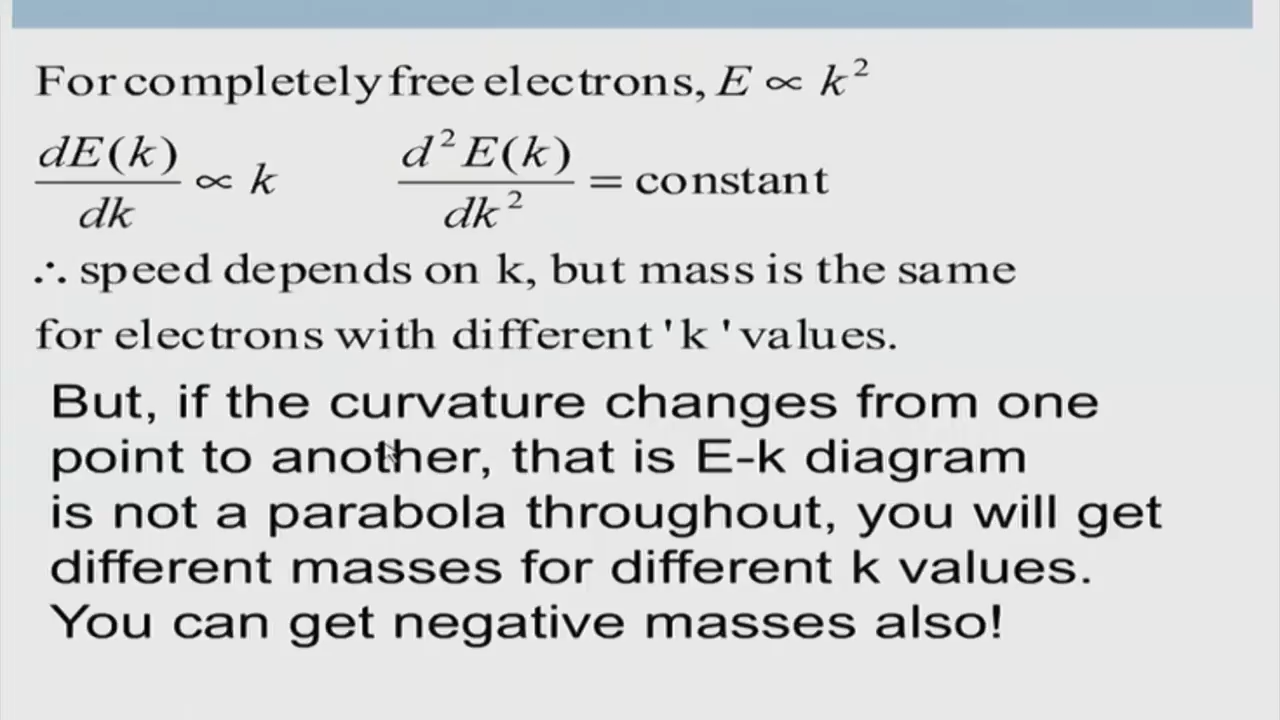 For completely free electrons, E ∝ k²
dE(k)/dk ∝ k    d²E(k)/dk² = constant
∴ speed depends on k, but mass is the same
for electrons with different 'k' values.
But, if the curvature changes from one
point to another, that is E-k diagram
is not a parabola throughout, you will get
different masses for different k values.
You can get negative masses also!